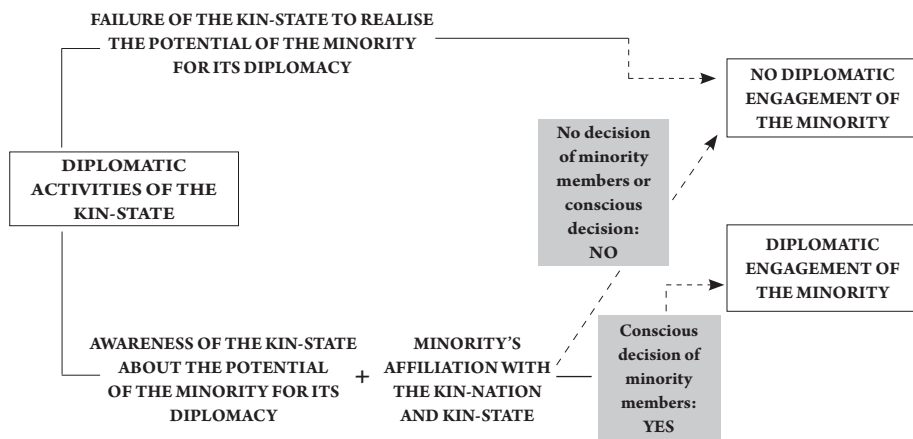 FAILURE OF THE KIN-STATE TO REALISE
THE POTENTIAL OF THE MINORITY
FOR ITS DIPLOMACY
NO DIPLOMATIC
ENGAGEMENT OF
THE MINORITY
No decision
of minority
members or
conscious
decision:
NO
DIPLOMATIC
ACTIVITIES OF THE
KIN-STATE
DIPLOMATIC
ENGAGEMENT OF
THE MINORITY
AWARENESS OF THE KIN-STATE
ABOUT THE POTENTIAL
OF THE MINORITY FOR ITS
DIPLOMACY
+
MINORITY’S
AFFILIATION WITH
THE KIN-NATION
AND KIN-STATE
Conscious
decision of
minority
members:
YES